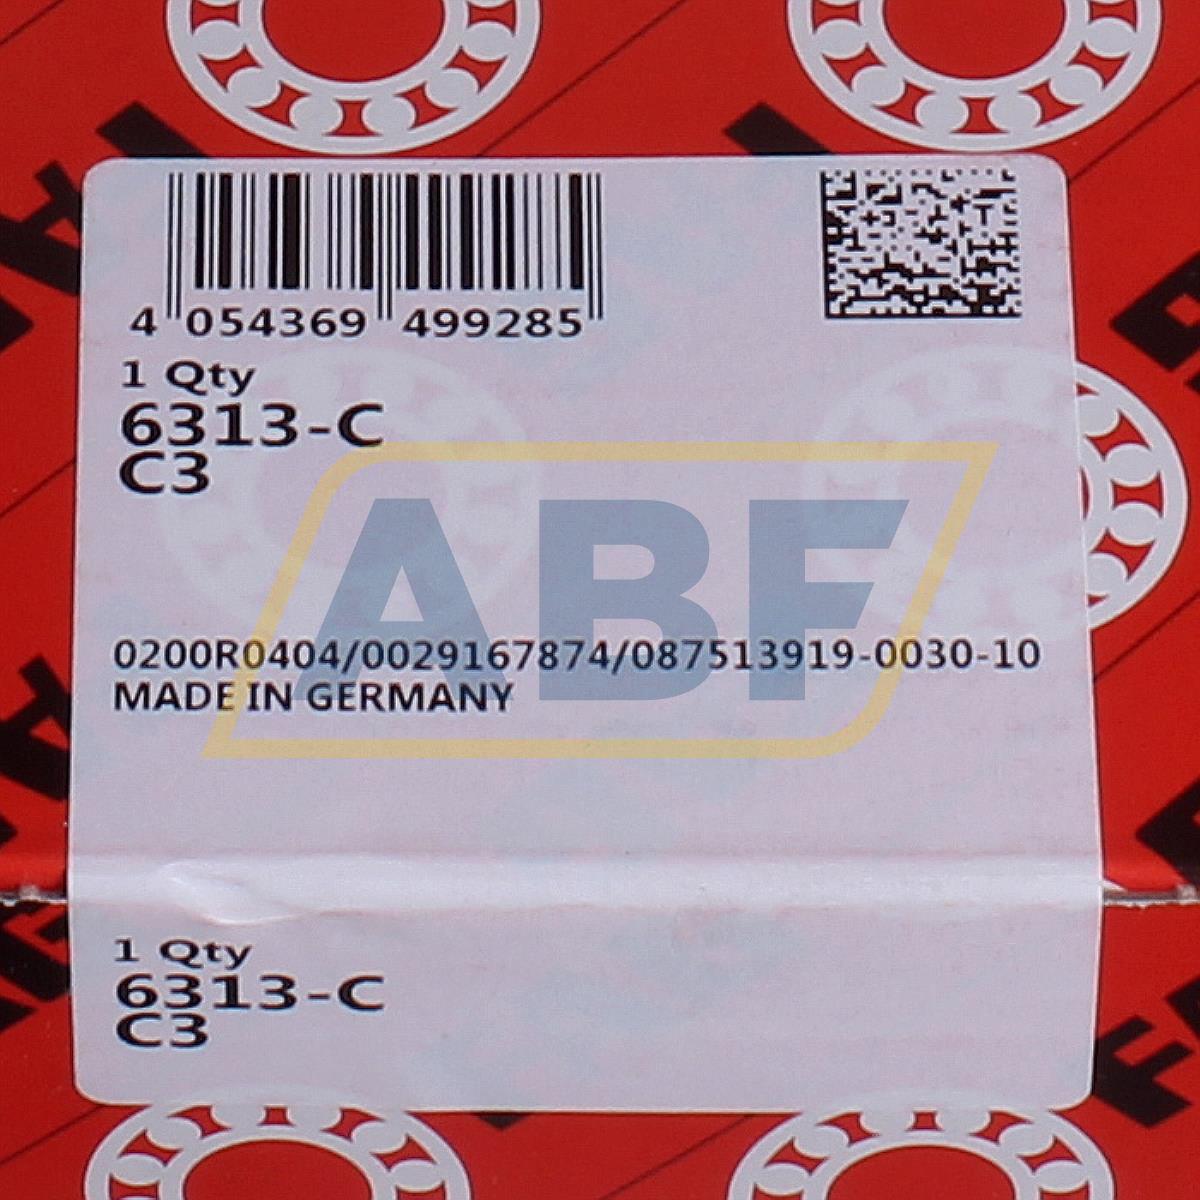 4 054369 499285
1 Qty
6313-C
C3
ABF
0200R0404/0029167874/087513919-0030-10
MADE IN GERMANY
1 Qty
6313-C
C3